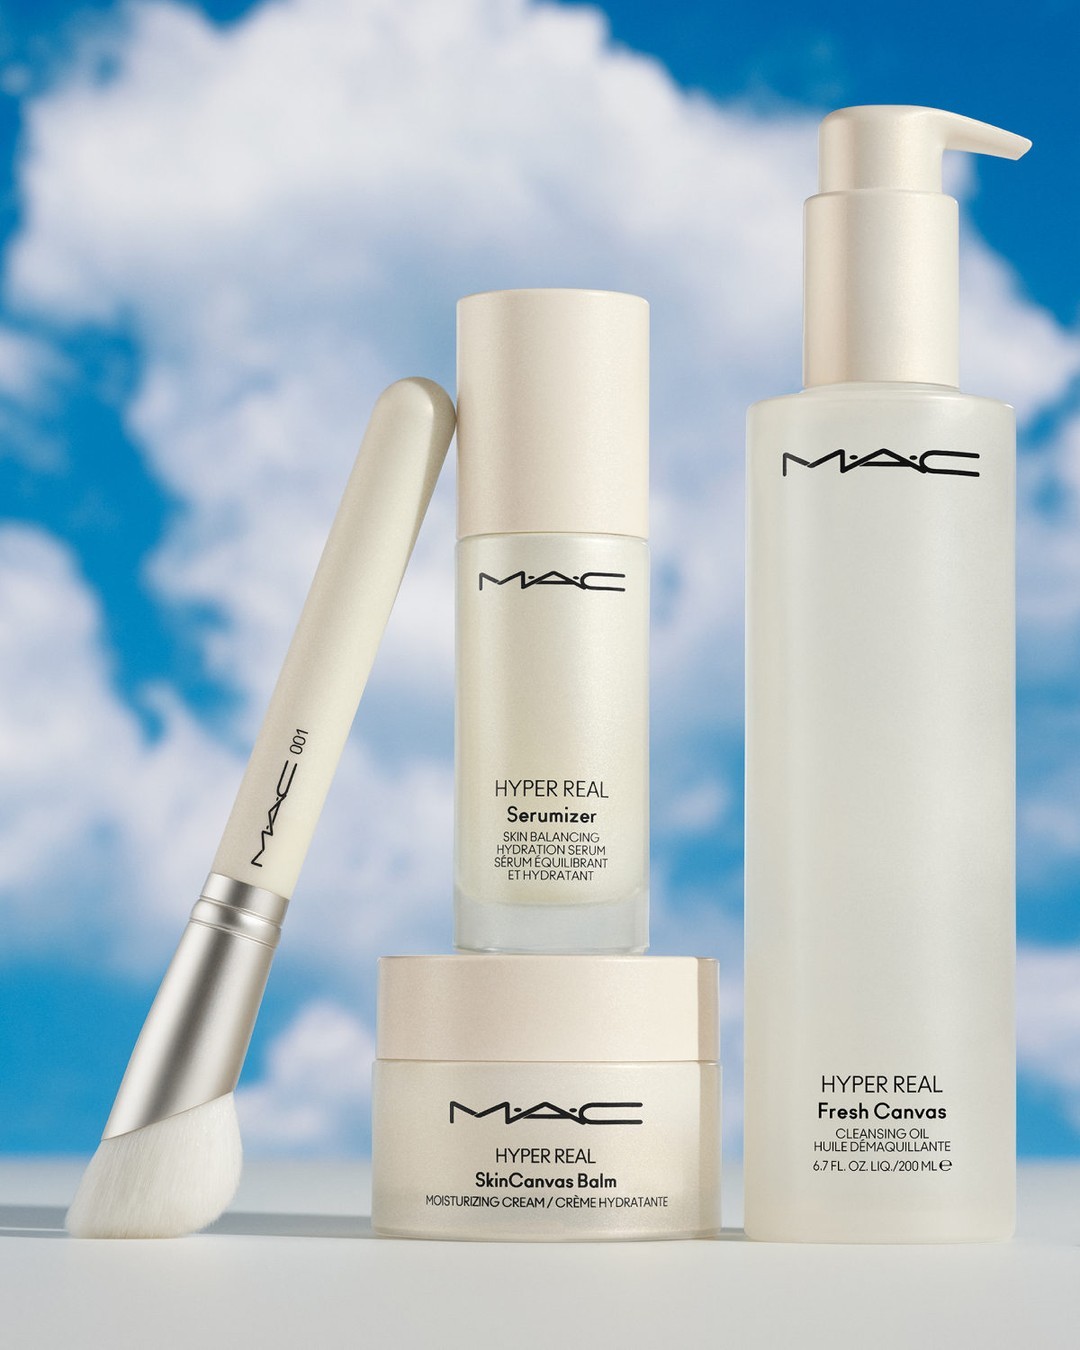 M·A·C 001
M·A·C
HYPER REAL
Serumizer
SKIN BALANCING
HYDRATION SERUM
SÉRUM ÉQUILIBRANT
ET HYDRATANT
M·A·C
HYPER REAL
SkinCanvas Balm
MOISTURIZING CREAM / CRÈME HYDRATANTE
M·A·C
HYPER REAL
Fresh Canvas
CLEANSING OIL
HUILE DÉMAQUILLANTE
6.7 FL. OZ. LIQ./200 ML ℮